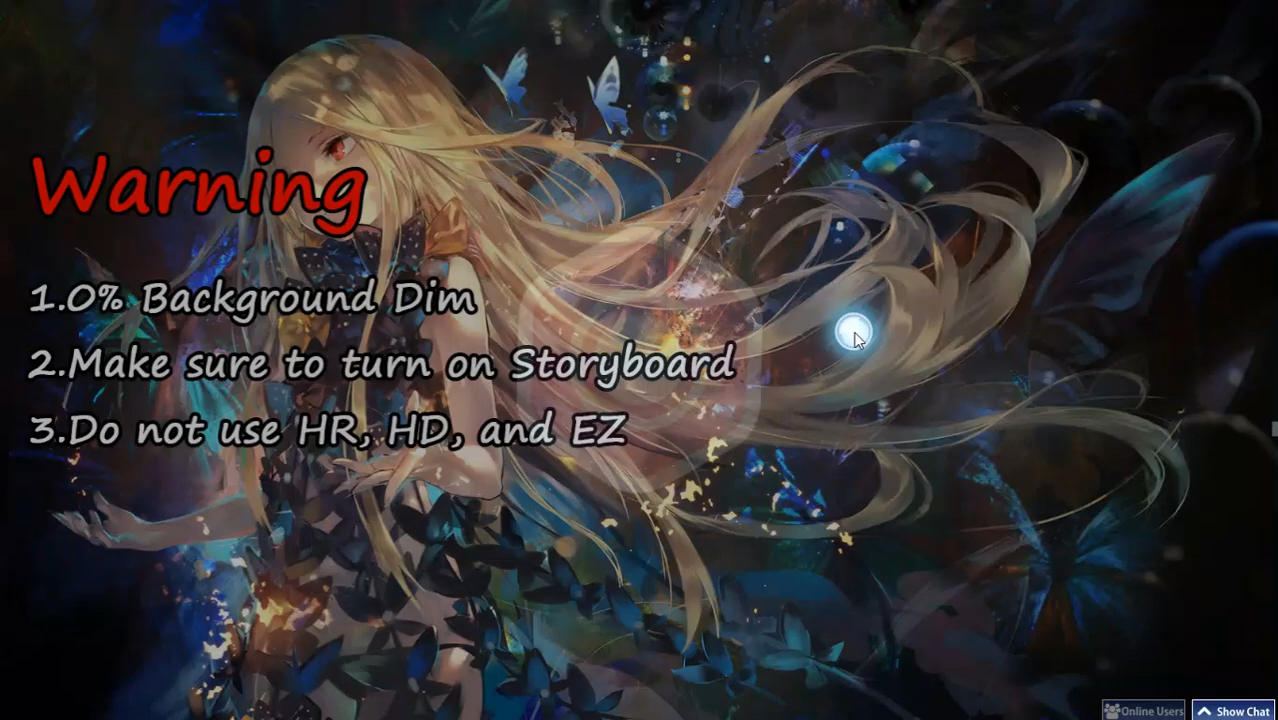 Warning
1.0% Background Dim
2.Make sure to turn on Storyboard
3.Do not use HR, HD, and EZ
Online Users
Show Chat